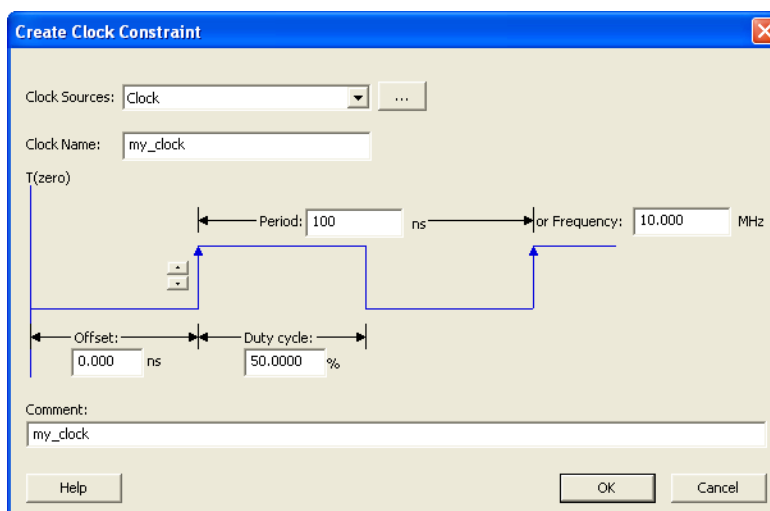 Create Clock Constraint
Clock Sources: Clock ...
Clock Name: my_clock
T(zero)
Period: 100 ns or Frequency: 10.000 MHz
Offset: Duty cycle:
0.000 ns 50.0000 %
Comment:
my_clock
Help OK Cancel